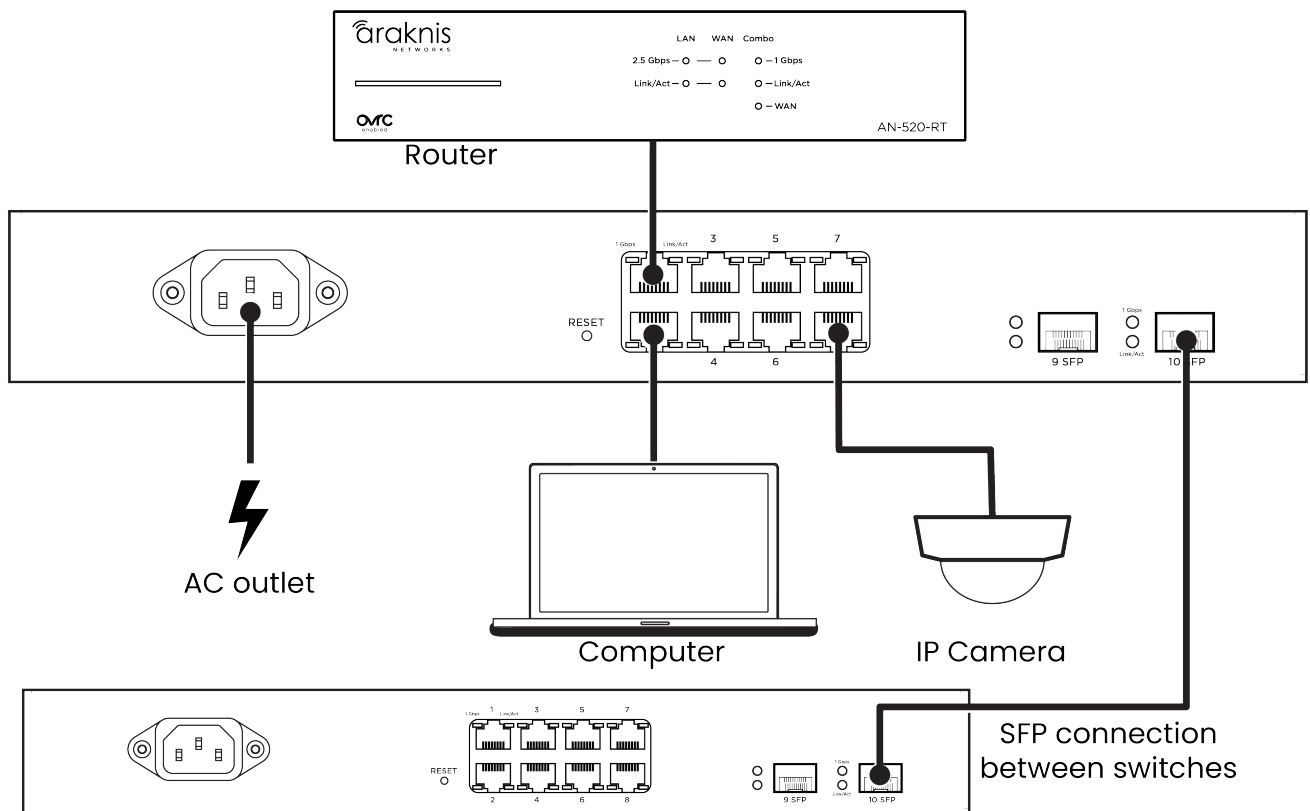 araknis
NETWORKS
LAN WAN Combo
2.5 Gbps 1 Gbps
Link/Act Link/Act
WAN
OVRC
enabled
AN-520-RT
Router
1 Gbps Link/Act 3 5 7
RESET
4 6
1 Gbps
Link/Act
9 SFP 10 SFP
AC outlet
Computer
IP Camera
1 Gbps 1 Link/Act 3 5 7
RESET
2 4 6 8
1 Gbps
Link/Act
9 SFP 10 SFP
SFP connection
between switches